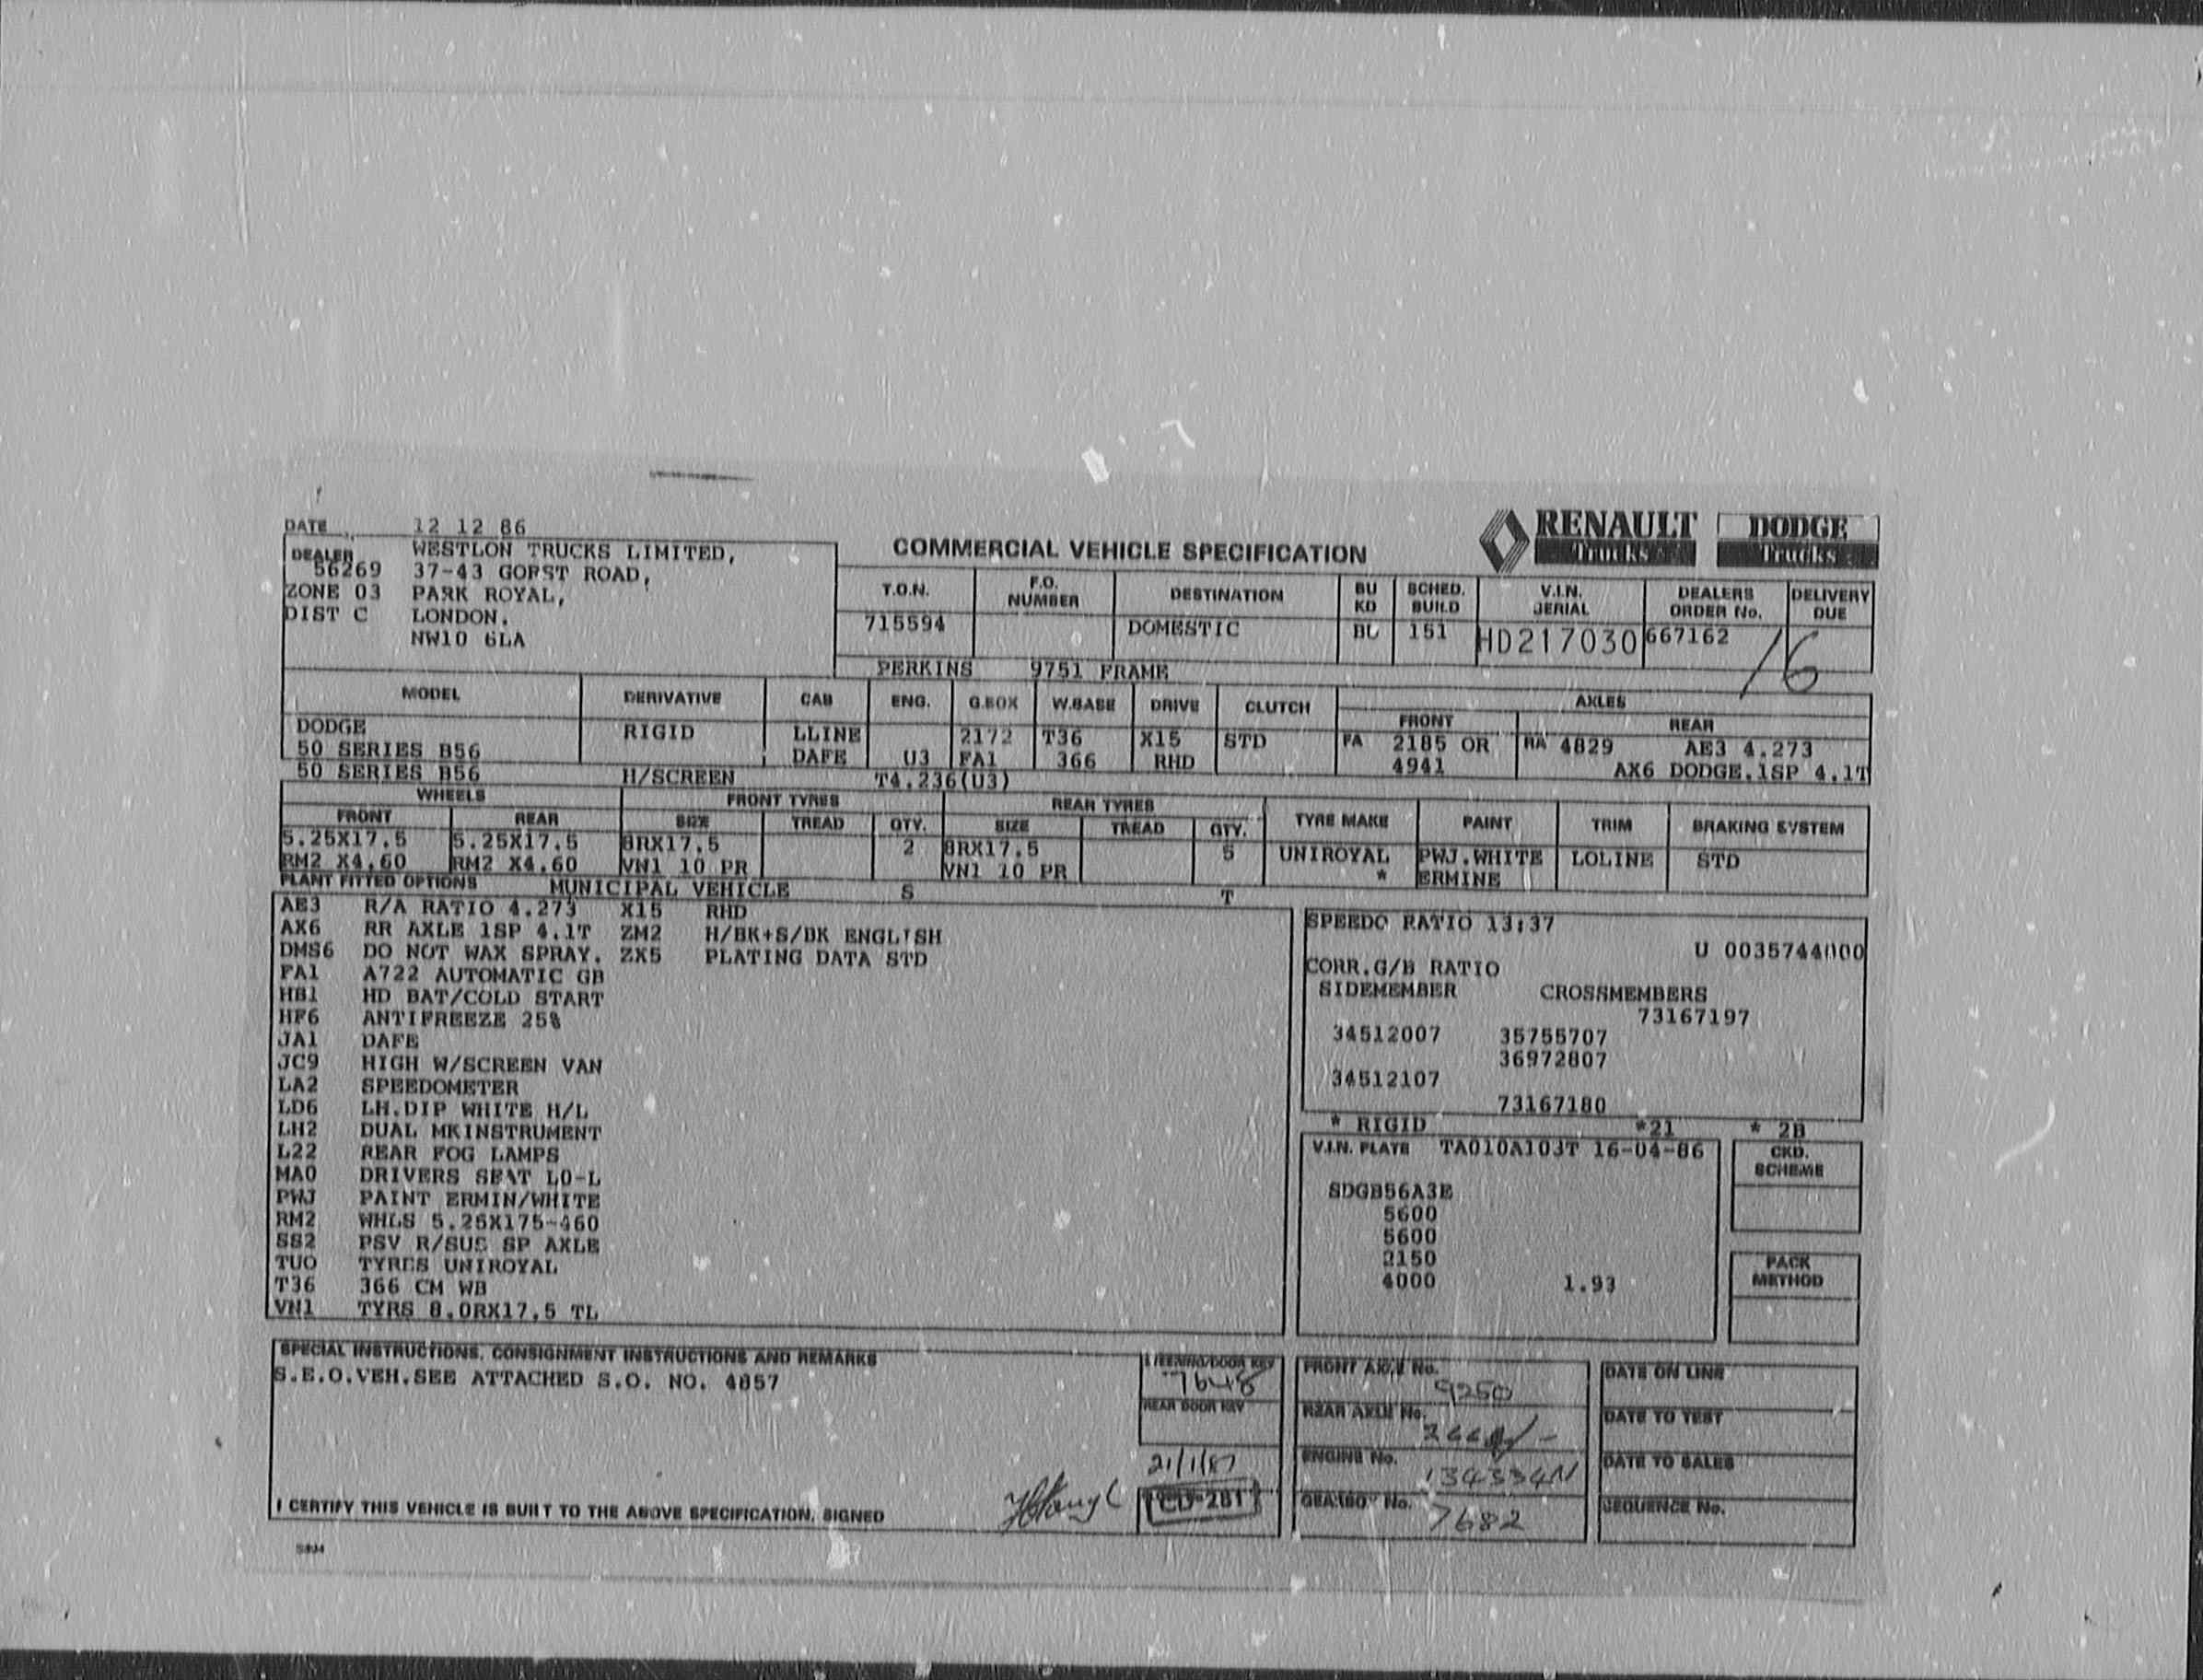 DATE 12 12 86
DEALER WESTLON TRUCKS LIMITED,
56269 37-43 GORST ROAD,
ZONE 03 PARK ROYAL,
DIST C LONDON.
NW10 6LA
COMMERCIAL VEHICLE SPECIFICATION
RENAULT Trucks
DODGE Trucks
T.O.N. F.O. NUMBER DESTINATION BU KD SCHED. BUILD V.I.N. SERIAL DEALERS ORDER No. DELIVERY DUE
715594 DOMESTIC BU 151 HD217030 667162 16
PERKINS 9751 FRAME
MODEL DERIVATIVE CAB ENG. G.BOX W.BASE DRIVE CLUTCH AXLES
FRONT REAR
DODGE RIGID LLINE 2172 T36 X15 STD FA 2185 OR RA 4829 AE3 4.273
50 SERIES B56 DAFE U3 FA1 366 RHD 4941 AX6 DODGE.1SP 4.1T
50 SERIES B56 H/SCREEN T4.236(U3)
WHEELS FRONT TYRES REAR TYRES
FRONT REAR SIZE TREAD QTY. SIZE TREAD QTY. TYRE MAKE PAINT TRIM BRAKING SYSTEM
5.25X17.5 5.25X17.5 8RX17.5 2 8RX17.5 5 UNIROYAL PWJ.WHITE LOLINE STD
RM2 X4.60 RM2 X4.60 VN1 10 PR VN1 10 PR * ERMINE
PLANT FITTED OPTIONS MUNICIPAL VEHICLE S T
AE3 R/A RATIO 4.273 X15 RHD
AX6 RR AXLE 1SP 4.1T ZM2 H/BK+S/BK ENGLISH
DMS6 DO NOT WAX SPRAY. ZX5 PLATING DATA STD
FA1 A722 AUTOMATIC GB
HB1 HD BAT/COLD START
HF6 ANTIFREEZE 25%
JA1 DAFE
JC9 HIGH W/SCREEN VAN
LA2 SPEEDOMETER
LD6 LH.DIP WHITE H/L
LH2 DUAL MKINSTRUMENT
L22 REAR FOG LAMPS
MA0 DRIVERS SEAT LO-L
PWJ PAINT ERMIN/WHITE
RM2 WHLS 5.25X175-460
SS2 PSV R/SUS SP AXLE
TUO TYRES UNIROYAL
T36 366 CM WB
VN1 TYRS 8.0RX17.5 TL
SPEEDO RATIO 13:37
U 0035744000
CORR.G/B RATIO
SIDEMEMBER CROSSMEMBERS
73167197
34512007 35755707
36972807
34512107
73167180
* RIGID *21 * 2B
V.I.N. PLATE TA010A103T 16-04-86
SDGB56A3E
5600
5600
2150
4000 1.93
CKD. SCHEME
PACK METHOD
SPECIAL INSTRUCTIONS, CONSIGNMENT INSTRUCTIONS AND REMARKS
S.E.O.VEH.SEE ATTACHED S.O. NO. 4857
I CERTIFY THIS VEHICLE IS BUILT TO THE ABOVE SPECIFICATION, SIGNED
STEERING/DOOR KEY
7648
REAR DOOR KEY
21/1/87
CD-281
FRONT AXLE No.
9250
REAR AXLE No.
ENGINE No.
134334N
GEARBOX No.
7682
DATE ON LINE
DATE TO TEST
DATE TO SALES
SEQUENCE No.